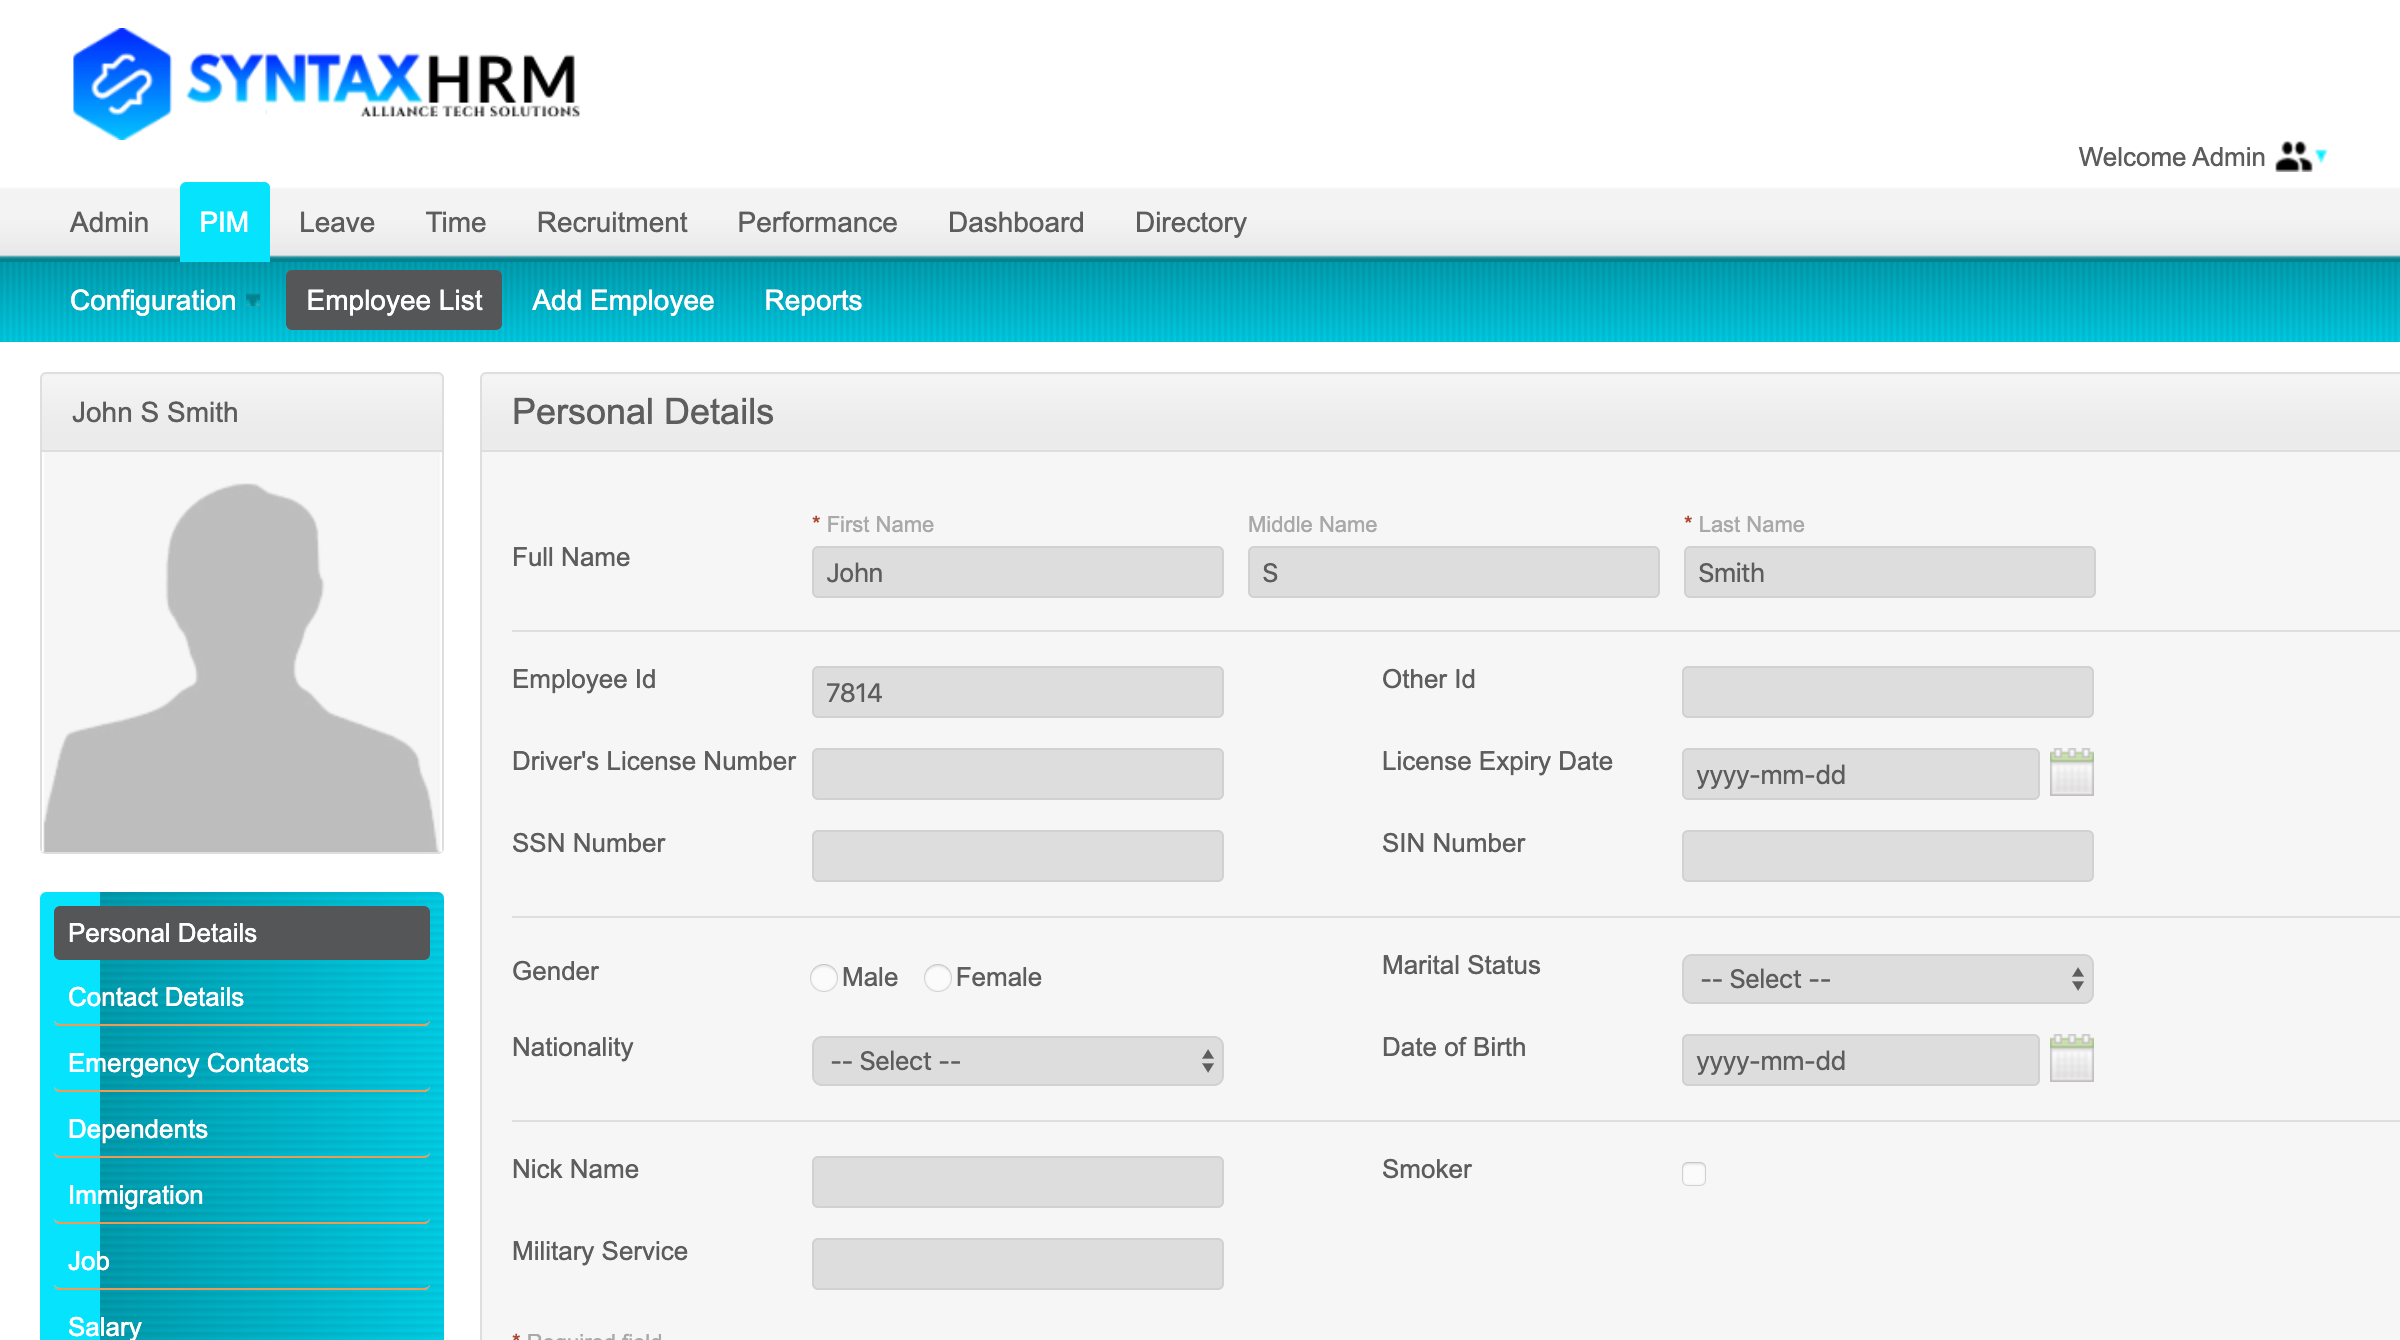 SYNTAXHRM
ALLIANCE TECH SOLUTIONS
Welcome Admin
Admin PIM Leave Time Recruitment Performance Dashboard Directory
Configuration Employee List Add Employee Reports
John S Smith
Personal Details
* First Name Middle Name * Last Name
Full Name John S Smith
Employee Id 7814 Other Id
Driver's License Number License Expiry Date yyyy-mm-dd
SSN Number SIN Number
Gender Male Female Marital Status -- Select --
Nationality -- Select -- Date of Birth yyyy-mm-dd
Nick Name Smoker
Military Service
* Required field
Personal Details
Contact Details
Emergency Contacts
Dependents
Immigration
Job
Salary